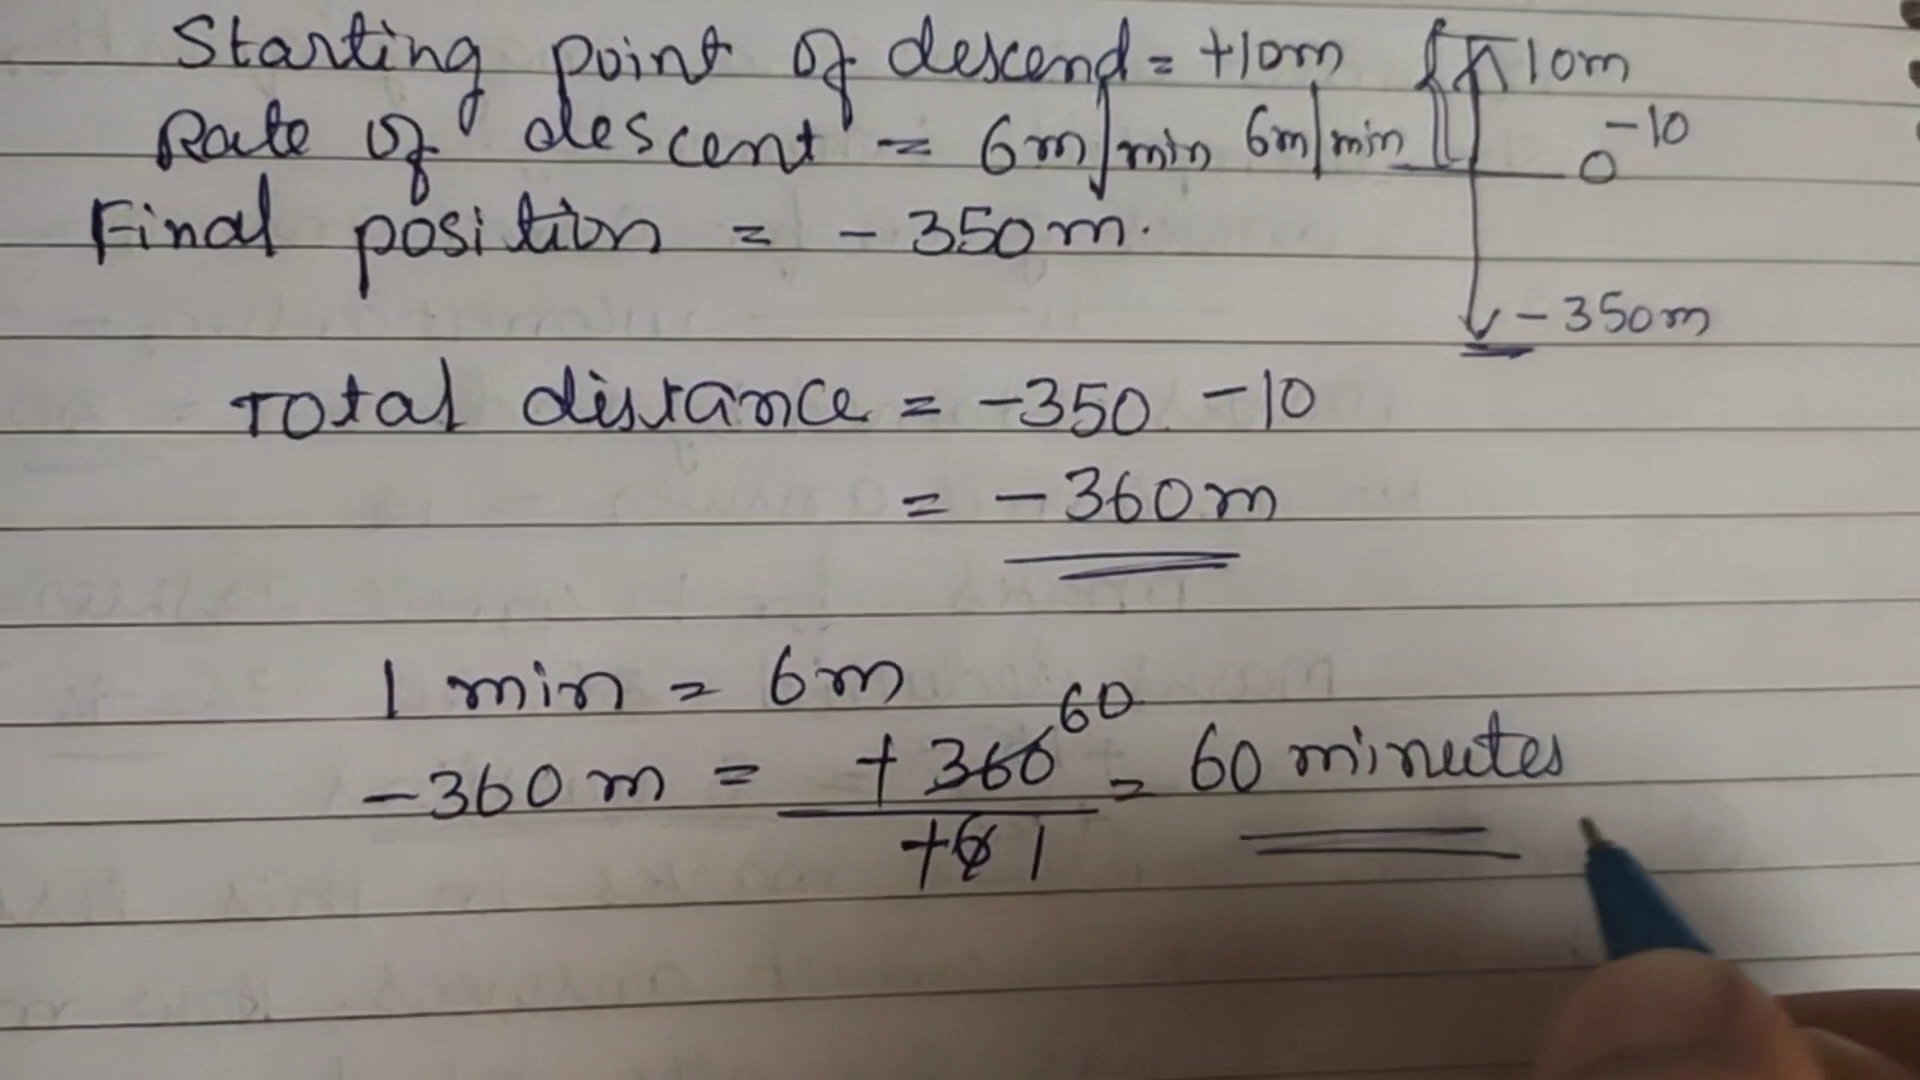 Starting point of descend = +10m
Rate of descent = 6m/min 6m/min
Final position = -350m.
10m
-10
0
-350m
Total distance = -350 -10
= -360m
1 min = 6m
-360m = +360 60 = 60 minutes
+6 1